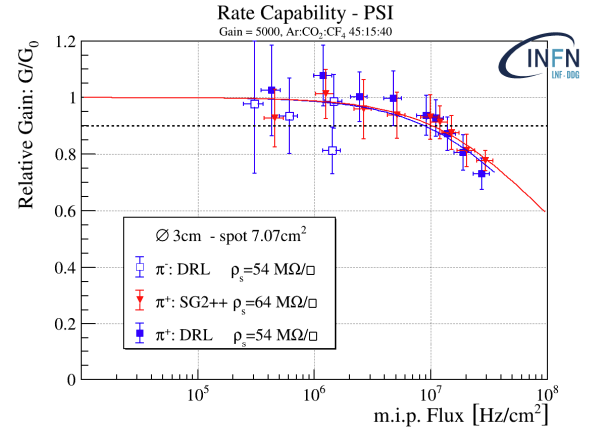 Rate Capability - PSI
Gain = 5000, Ar:CO₂:CF₄ 45:15:40
INFN
LNF - DDG
Relative Gain: G/G₀
1.2
1
0.8
0.6
0.4
0.2
0
∅ 3cm - spot 7.07cm²
π⁻: DRL ρₛ=54 MΩ/□
π⁺: SG2++ ρₛ=64 MΩ/□
π⁺: DRL ρₛ=54 MΩ/□
10⁵ 10⁶ 10⁷ 10⁸
m.i.p. Flux [Hz/cm²]